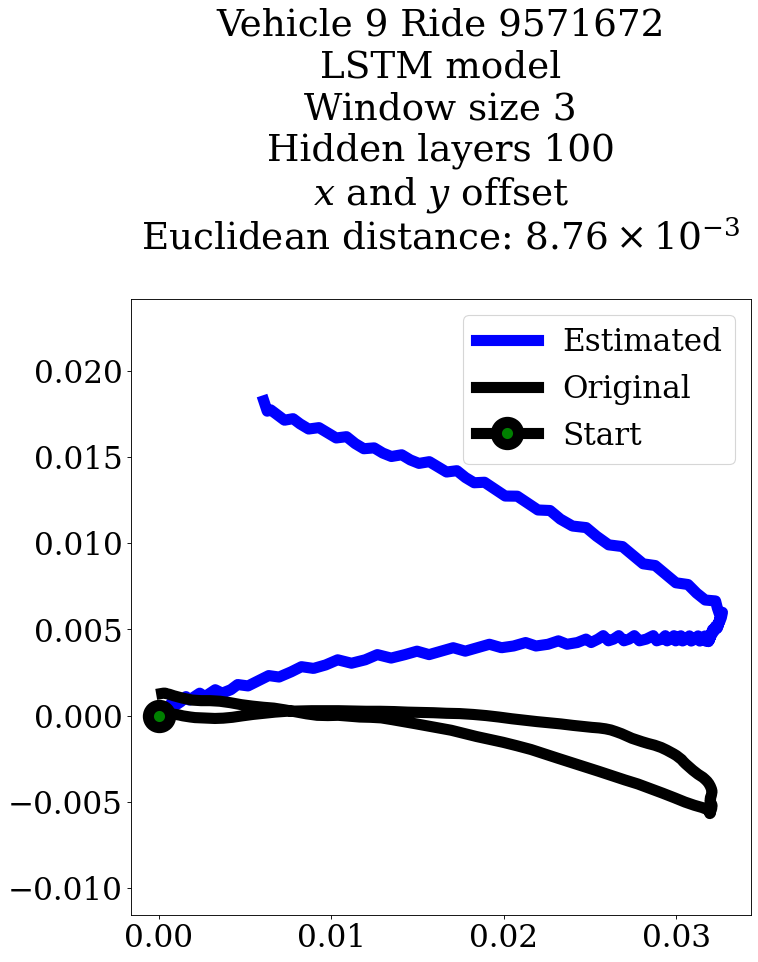 Vehicle 9 Ride 9571672
LSTM model
Window size 3
Hidden layers 100
x and y offset
Euclidean distance: 8.76 × 10⁻³
Estimated
Original
Start
0.020
0.015
0.010
0.005
0.000
−0.005
−0.010
0.00 0.01 0.02 0.03